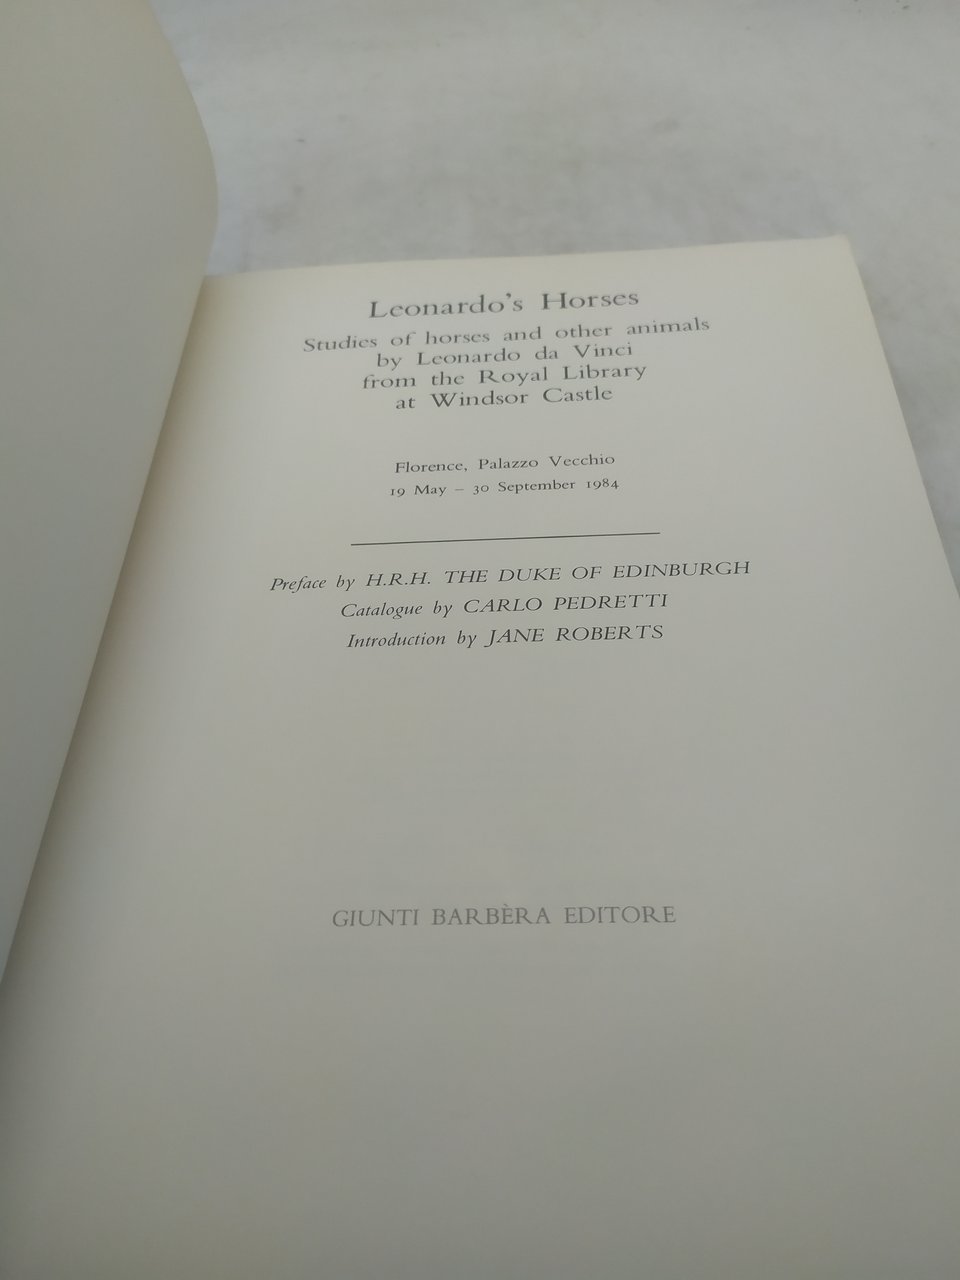 Leonardo's Horses
Studies of horses and other animals
by Leonardo da Vinci
from the Royal Library
at Windsor Castle
Florence, Palazzo Vecchio
19 May – 30 September 1984
Preface by H.R.H. THE DUKE OF EDINBURGH
Catalogue by CARLO PEDRETTI
Introduction by JANE ROBERTS
GIUNTI BARBÈRA EDITORE